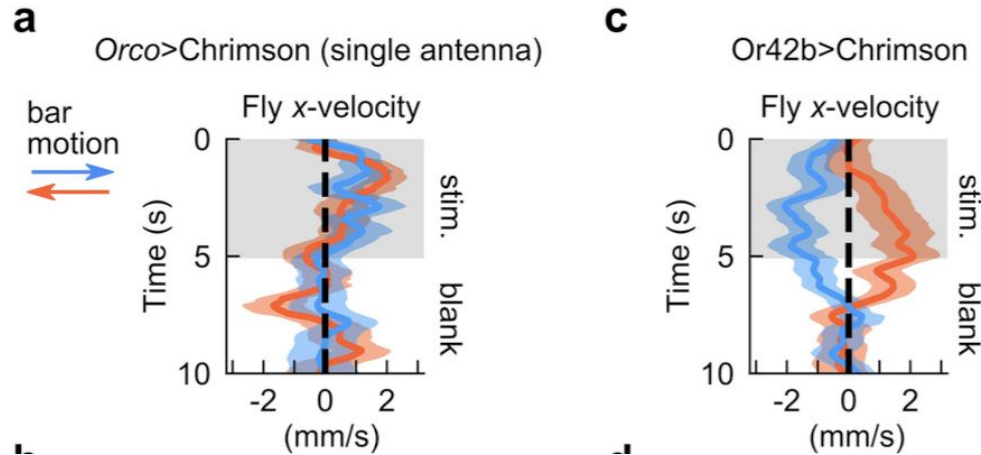 a
Orco>Chrimson (single antenna)
bar
motion
Fly x-velocity
0
5
10
Time (s)
stim.
blank
-2 0 2
(mm/s)
c
Or42b>Chrimson
Fly x-velocity
0
5
10
Time (s)
stim.
blank
-2 0 2
(mm/s)